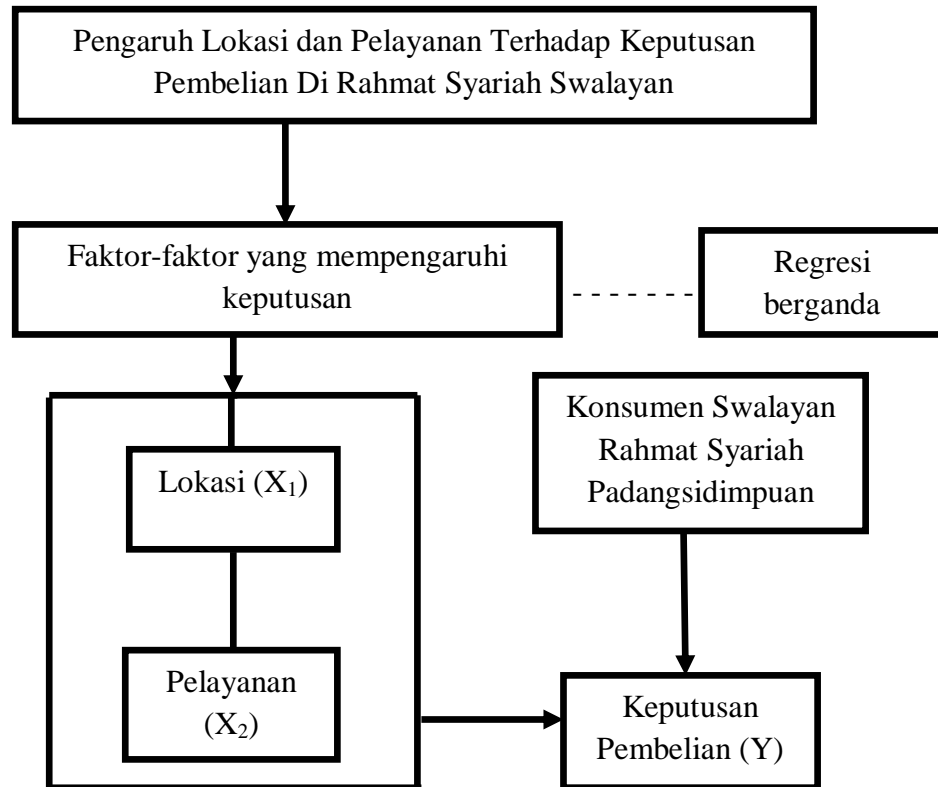 Pengaruh Lokasi dan Pelayanan Terhadap Keputusan
Pembelian Di Rahmat Syariah Swalayan
Faktor-faktor yang mempengaruhi
keputusan
Regresi
berganda
Konsumen Swalayan
Rahmat Syariah
Padangsidimpuan
Lokasi (X₁)
Pelayanan
(X₂)
Keputusan
Pembelian (Y)